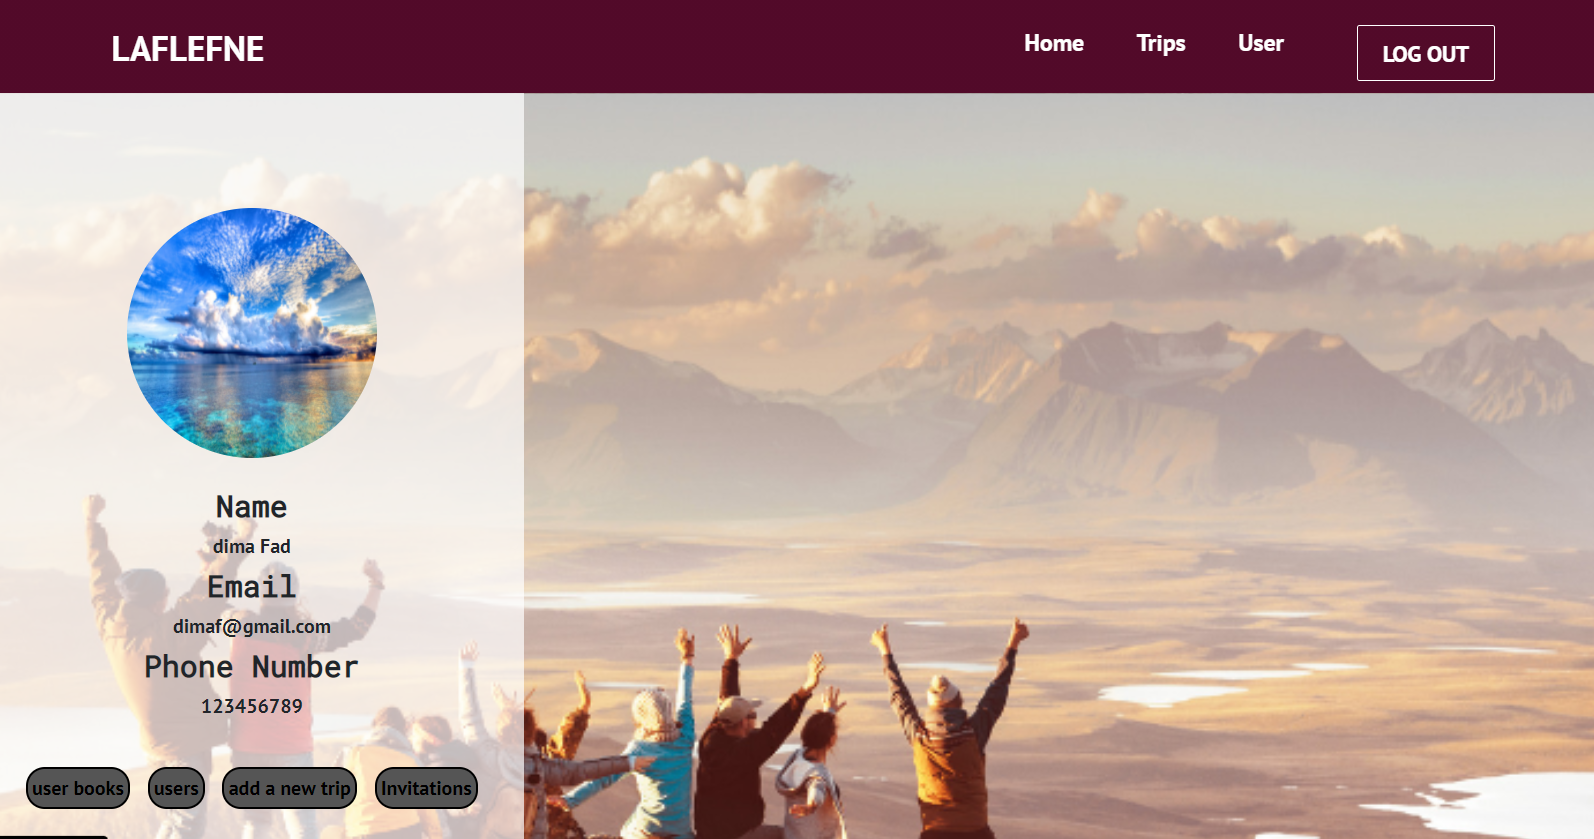 LAFLEFNE
Home Trips User LOG OUT
Name
dima Fad
Email
dimaf@gmail.com
Phone Number
123456789
user books users add a new trip Invitations